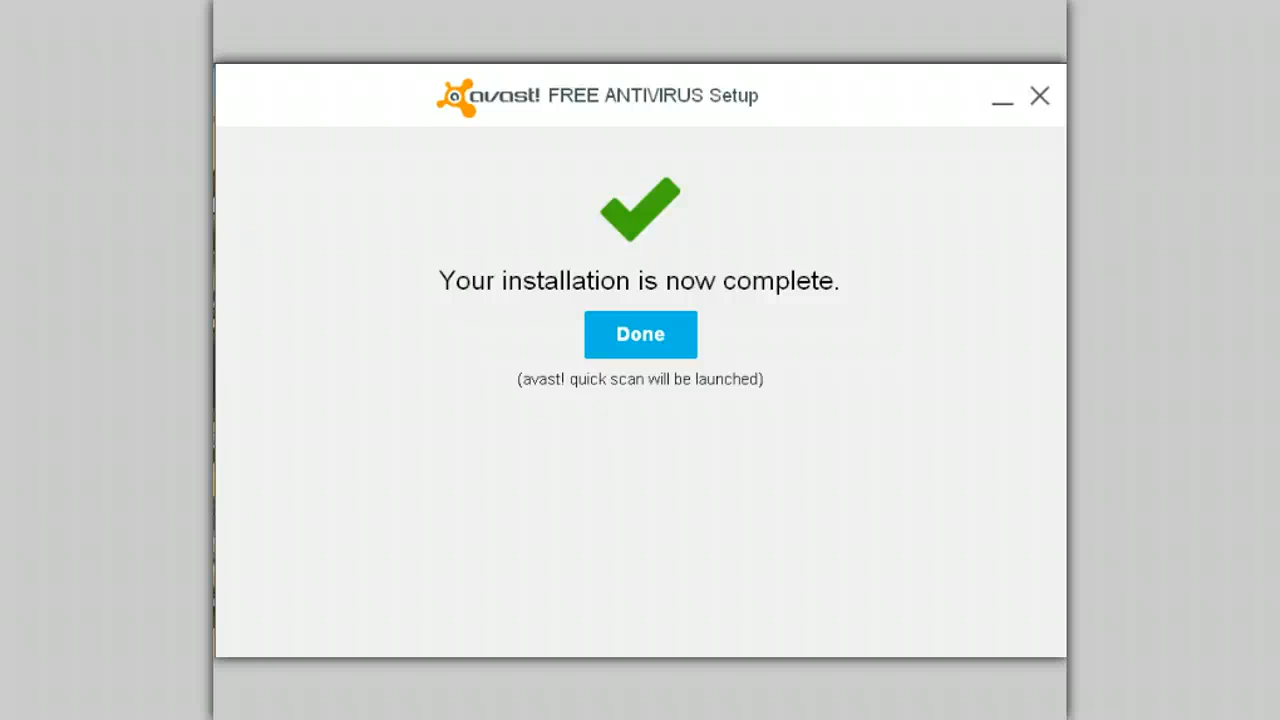 avast! FREE ANTIVIRUS Setup
Your installation is now complete.
Done
(avast! quick scan will be launched)